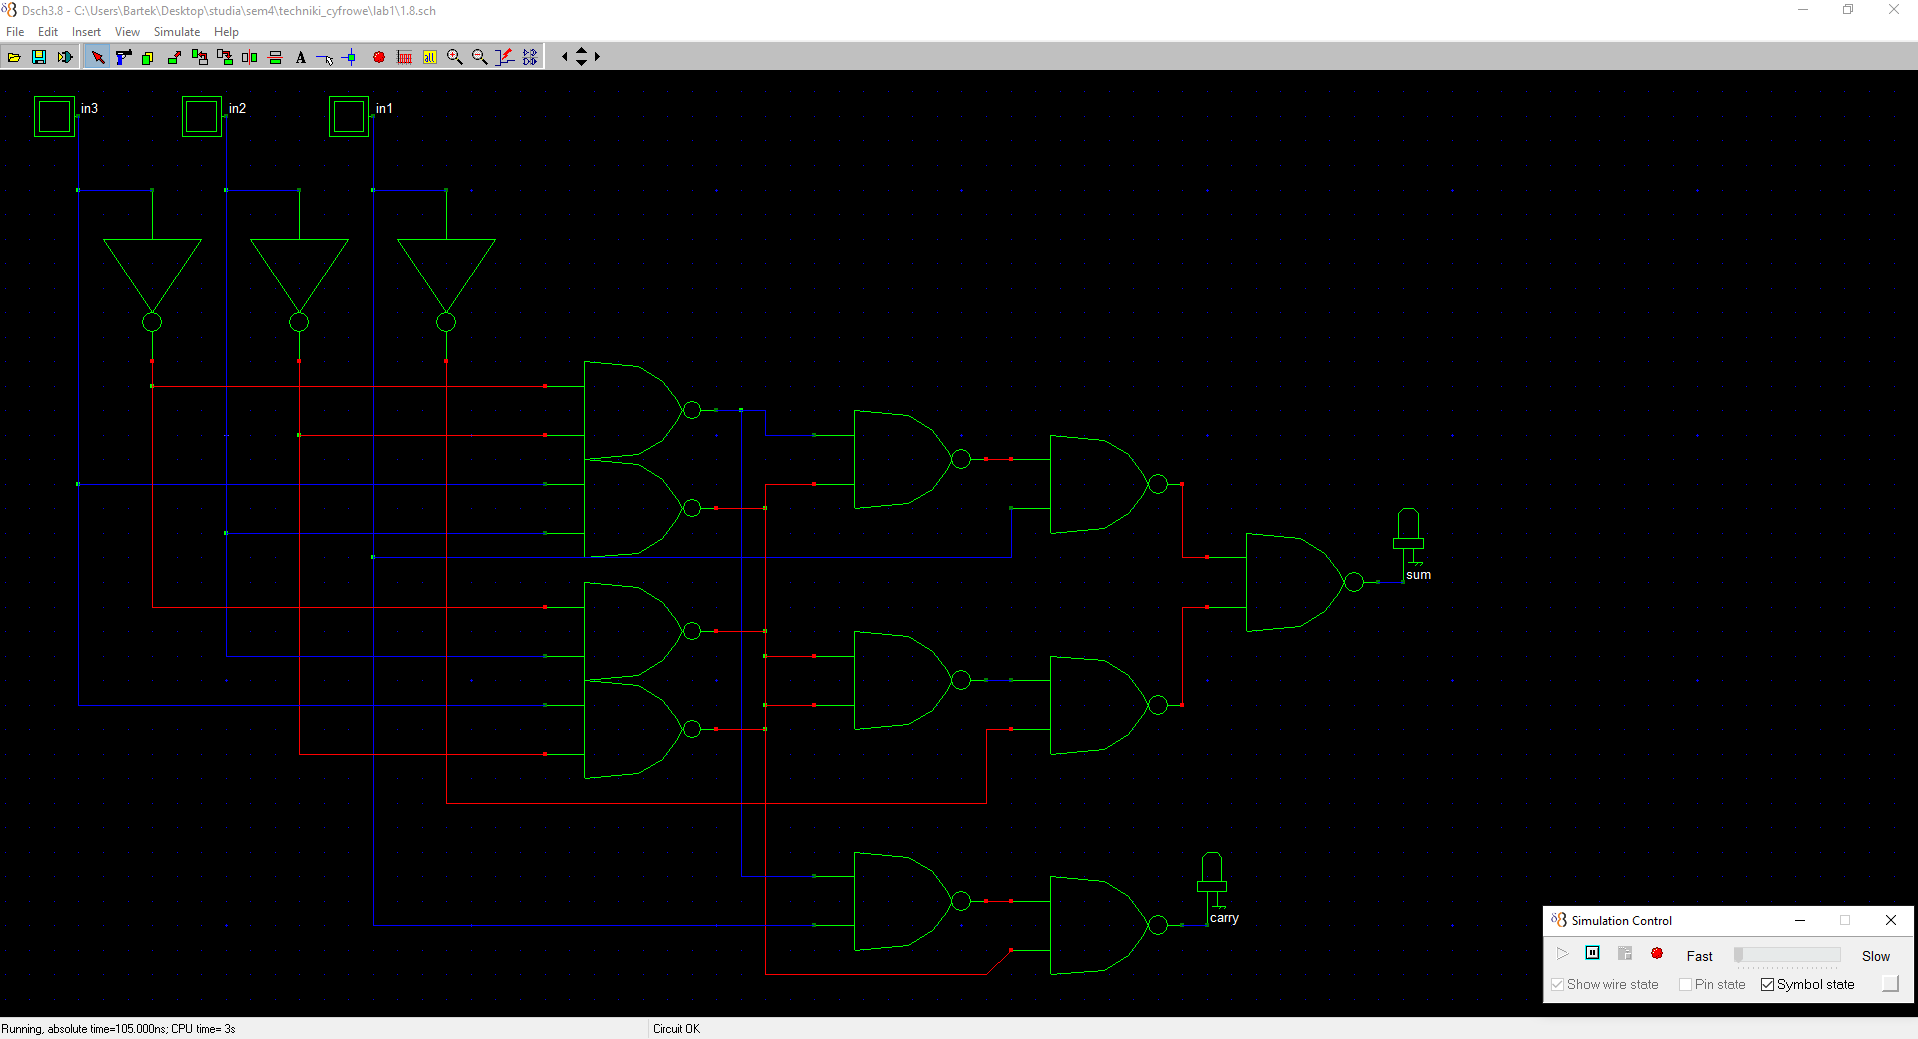 Dsch3.8 - C:\Users\Bartek\Desktop\studia\sem4\techniki_cyfrowe\lab1\1.8.sch
File Edit Insert View Simulate Help
A all
in3 in2 in1
sum
carry
Simulation Control
Fast Slow
Show wire state Pin state Symbol state
Running, absolute time=105.000ns; CPU time= 3s Circuit OK